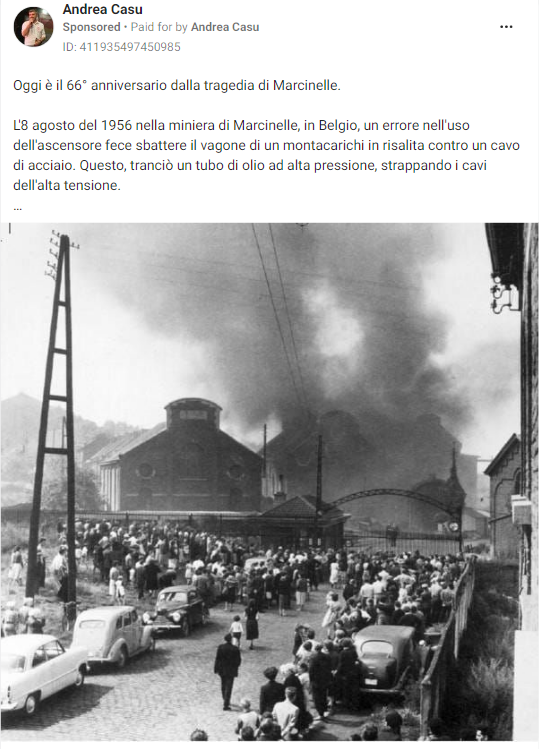 Andrea Casu
Sponsored • Paid for by Andrea Casu
ID: 411935497450985
Oggi è il 66° anniversario dalla tragedia di Marcinelle.
L'8 agosto del 1956 nella miniera di Marcinelle, in Belgio, un errore nell'uso
dell'ascensore fece sbattere il vagone di un montacarichi in risalita contro un cavo
di acciaio. Questo, tranciò un tubo di olio ad alta pressione, strappando i cavi
dell'alta tensione.
...